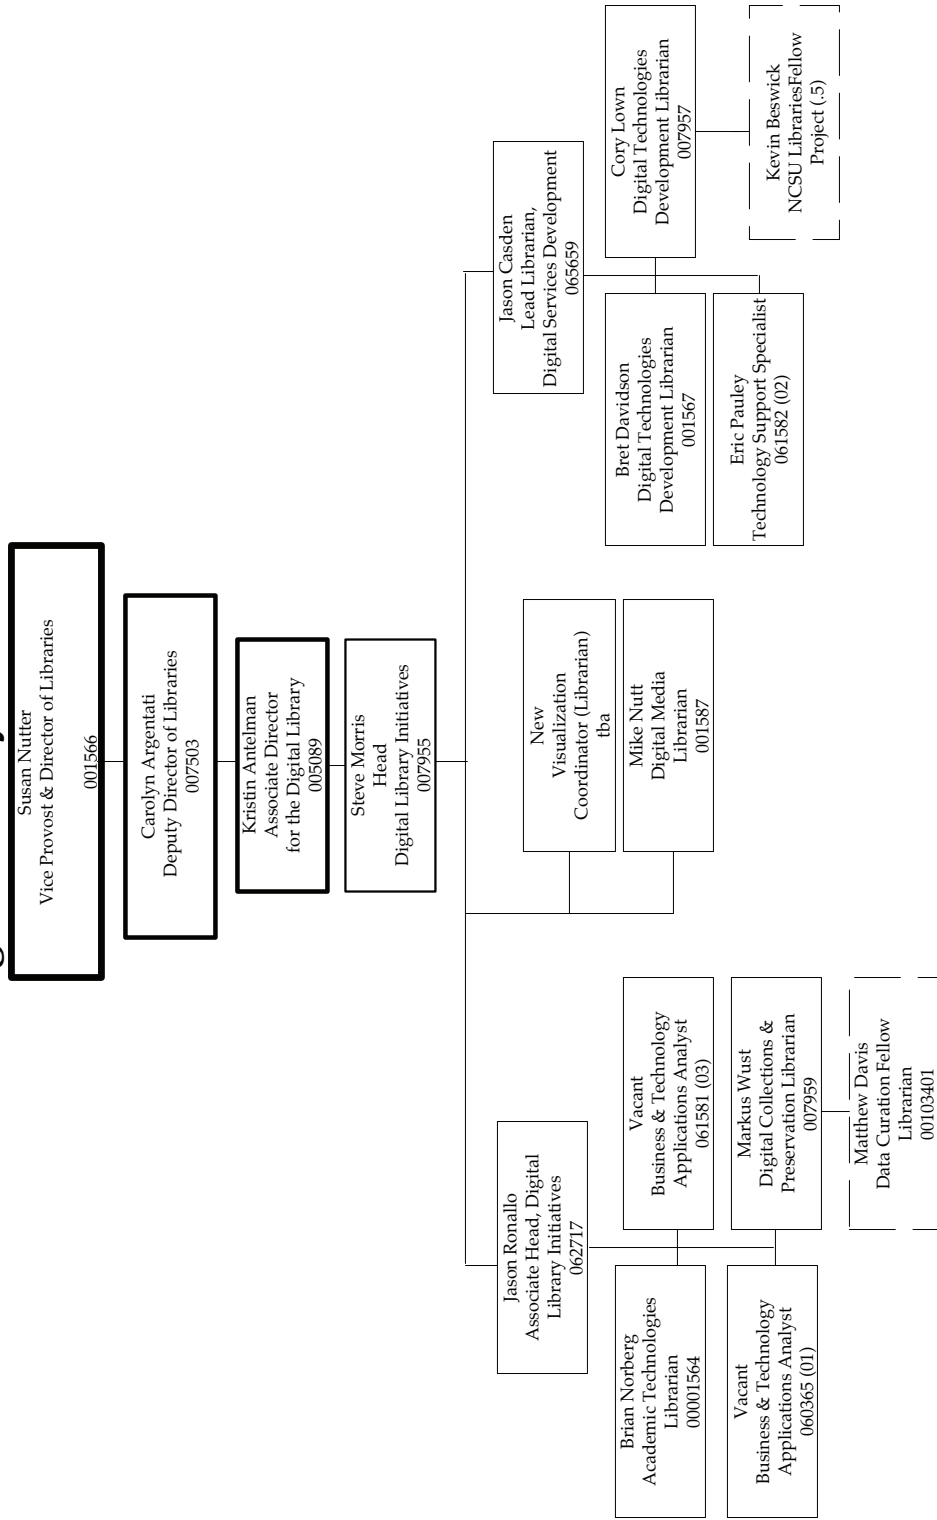 Susan Nutter
Vice Provost & Director of Libraries
001566
Carolyn Argentati
Deputy Director of Libraries
007503
Kristin Antelman
Associate Director
for the Digital Library
005089
Steve Morris
Head
Digital Library Initiatives
007955
Jason Ronallo
Associate Head, Digital
Library Initiatives
062717
Brian Norberg
Academic Technologies
Librarian
00001564
Vacant
Business & Technology
Applications Analyst
061581 (03)
Vacant
Business & Technology
Applications Analyst
060365 (01)
Markus Wust
Digital Collections &
Preservation Librarian
007959
Matthew Davis
Data Curation Fellow
Librarian
00103401
New
Visualization
Coordinator (Librarian)
tba
Mike Nutt
Digital Media
Librarian
001587
Jason Casden
Lead Librarian,
Digital Services Development
065659
Bret Davidson
Digital Technologies
Development Librarian
001567
Cory Lown
Digital Technologies
Development Librarian
007957
Eric Pauley
Technology Support Specialist
061582 (02)
Kevin Beswick
NCSU LibrariesFellow
Project (.5)